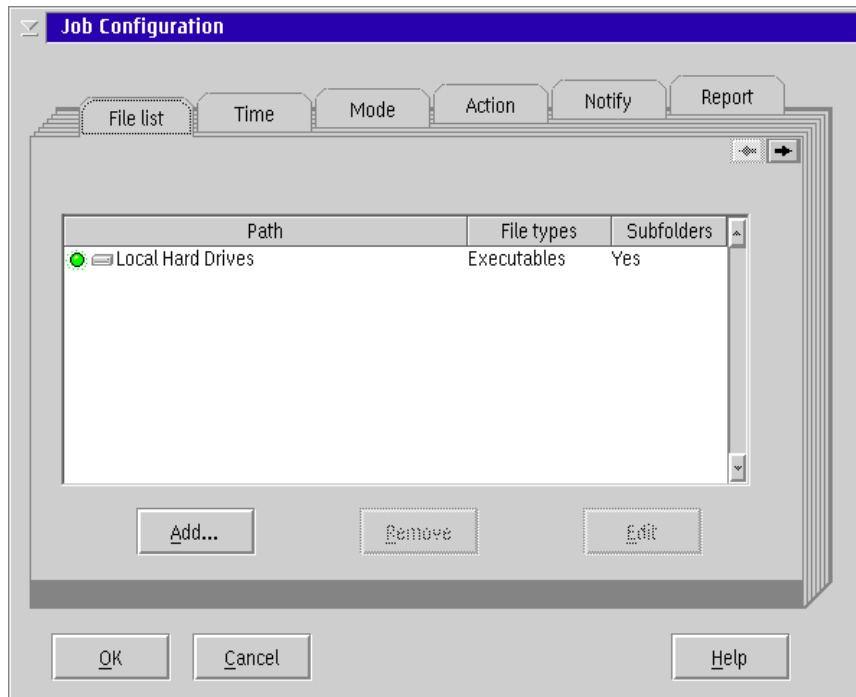 Job Configuration
File list Time Mode Action Notify Report
Path File types Subfolders
Local Hard Drives Executables Yes
Add... Remove Edit
OK Cancel Help